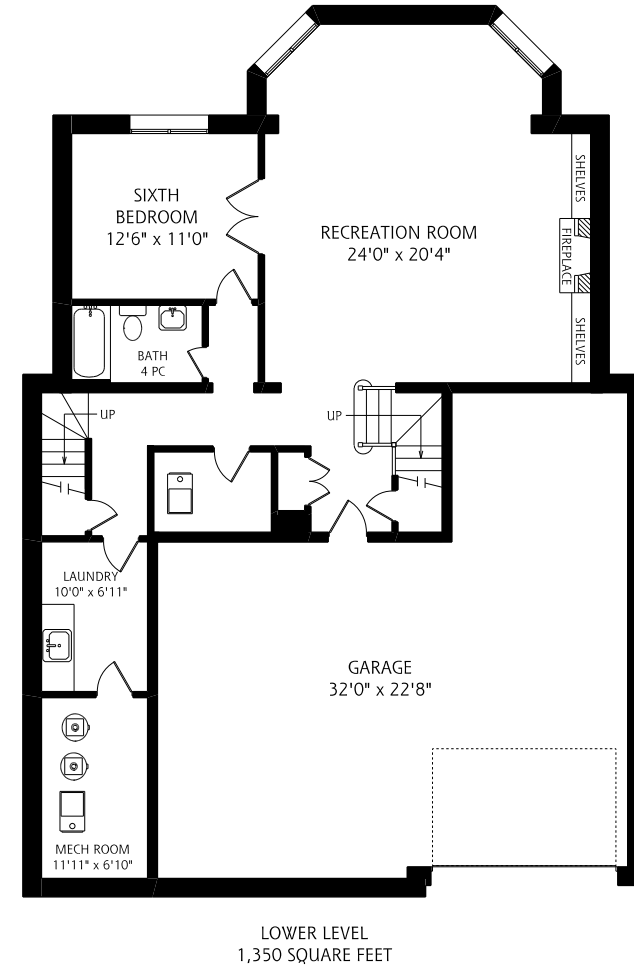 SIXTH
BEDROOM
12'6" x 11'0"
RECREATION ROOM
24'0" x 20'4"
SHELVES
FIREPLACE
SHELVES
BATH
4 PC
UP
UP
LAUNDRY
10'0" x 6'11"
GARAGE
32'0" x 22'8"
MECH ROOM
11'11" x 6'10"
LOWER LEVEL
1,350 SQUARE FEET